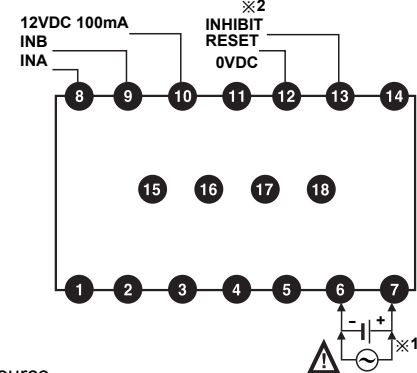 ※2
12VDC 100mA
INHIBIT
INB
RESET
INA
0VDC
8 9 10 11 12 13 14
15 16 17 18
1 2 3 4 5 6 7
- +
※1